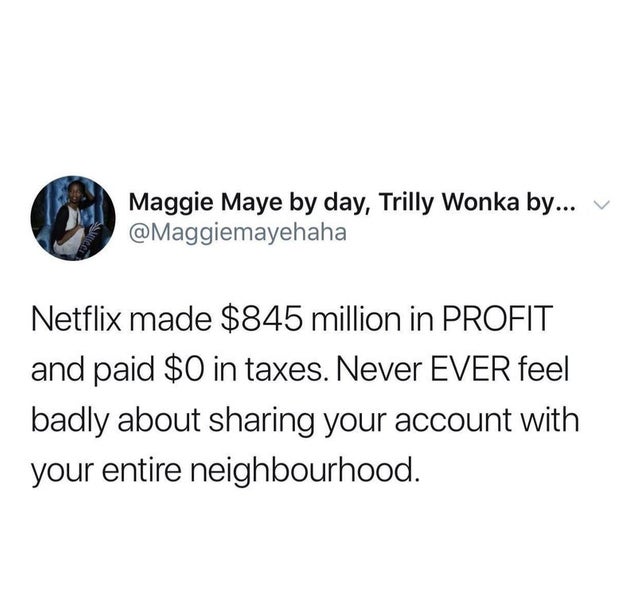 Maggie Maye by day, Trilly Wonka by...
@Maggiemayehaha
Netflix made $845 million in PROFIT
and paid $0 in taxes. Never EVER feel
badly about sharing your account with
your entire neighbourhood.